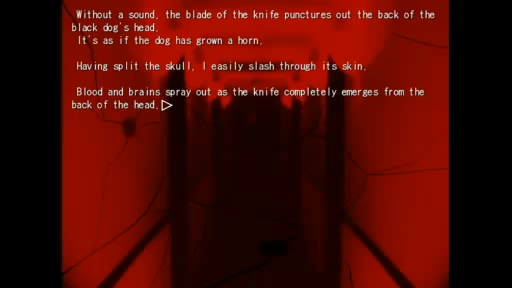 Without a sound, the blade of the knife punctures out the back of the
black dog's head.
It's as if the dog has grown a horn.
Having split the skull, I easily slash through its skin.
Blood and brains spray out as the knife completely emerges from the
back of the head.